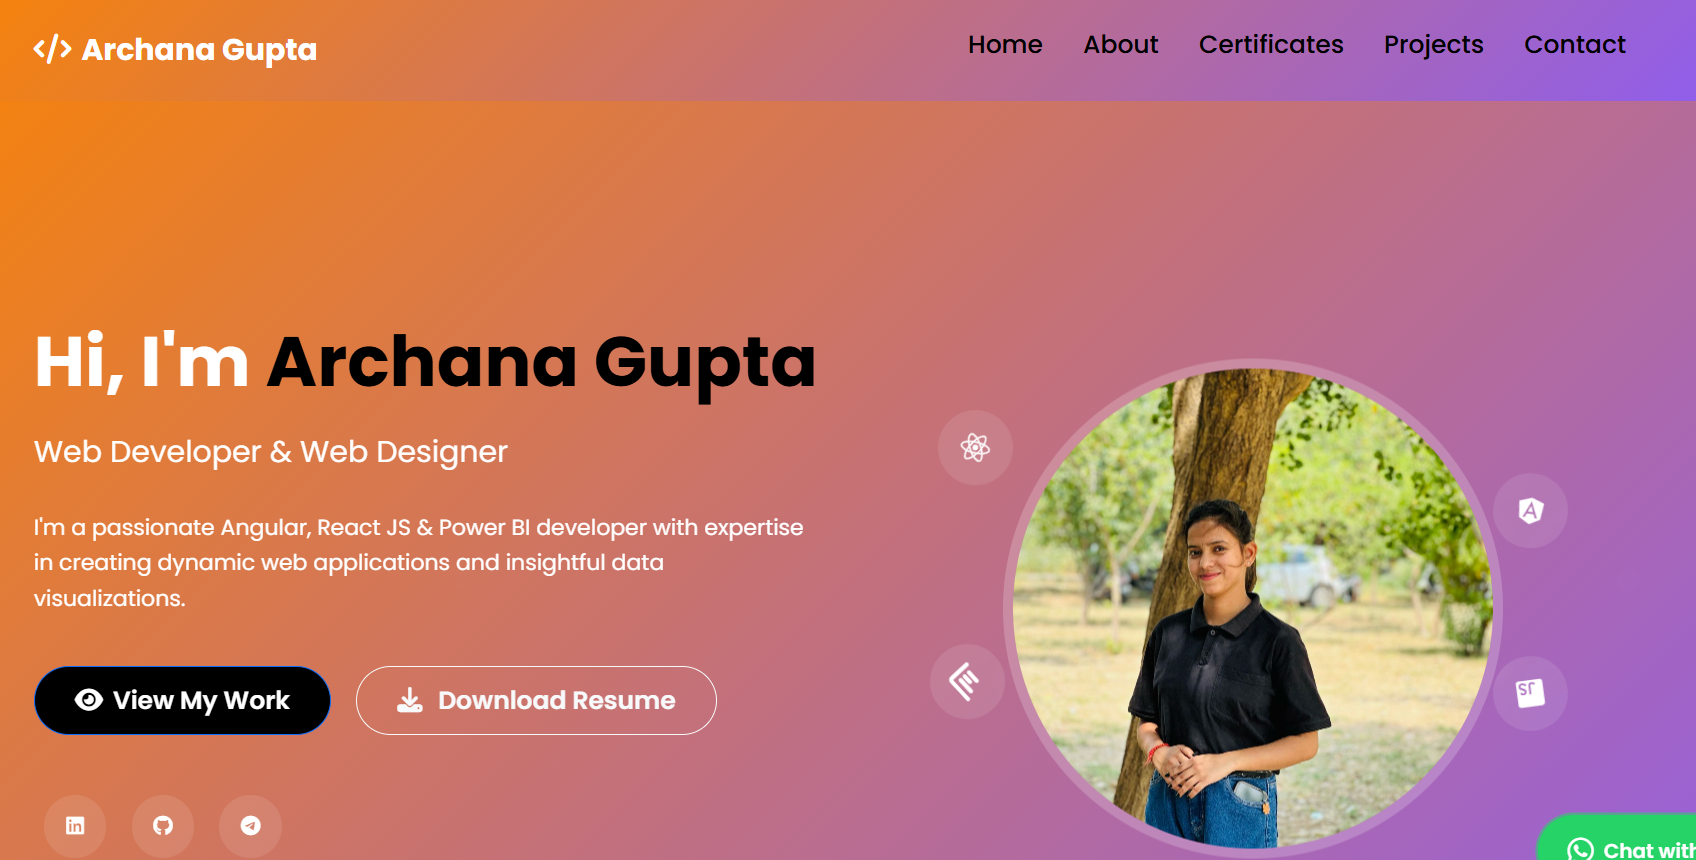 </> Archana Gupta
Home About Certificates Projects Contact
Hi, I'm Archana Gupta
Web Developer & Web Designer
I'm a passionate Angular, React JS & Power BI developer with expertise
in creating dynamic web applications and insightful data
visualizations.
View My Work
Download Resume
A
JS
in
Chat with